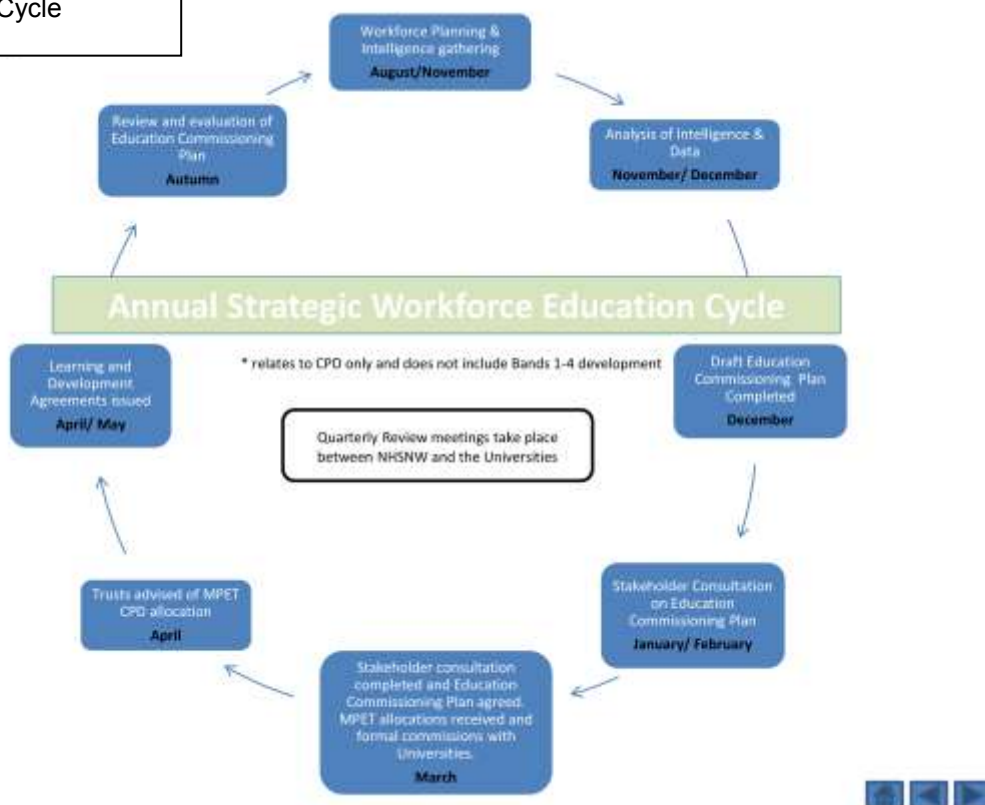 Cycle
Workforce Planning &
Intelligence gathering
August/November
Review and evaluation of
Education Commissioning
Plan
Autumn
Analysis of Intelligence &
Data
November/ December
Annual Strategic Workforce Education Cycle
Learning and
Development
Agreements issued
April/ May
* relates to CPD only and does not include Bands 1-4 development
Draft Education
Commissioning Plan
Completed
December
Quarterly Review meetings take place
between NHSNW and the Universities
Trusts advised of MPET
CPD allocation
April
Stakeholder Consultation
on Education
Commissioning Plan
January/ February
Stakeholder consultation
completed and Education
Commissioning Plan agreed.
MPET allocations received and
formal commissions with
Universities.
March